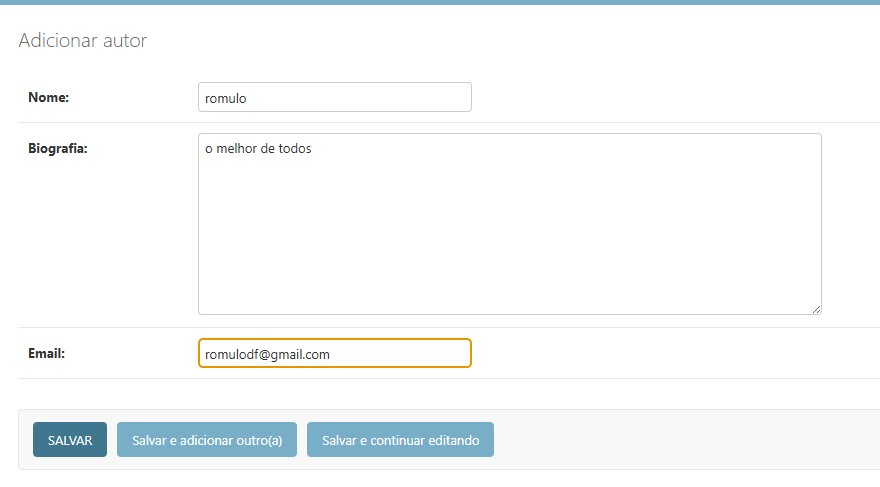 Adicionar autor
Nome:
romulo
Biografia:
o melhor de todos
Email:
romulodf@gmail.com
SALVAR
Salvar e adicionar outro(a)
Salvar e continuar editando